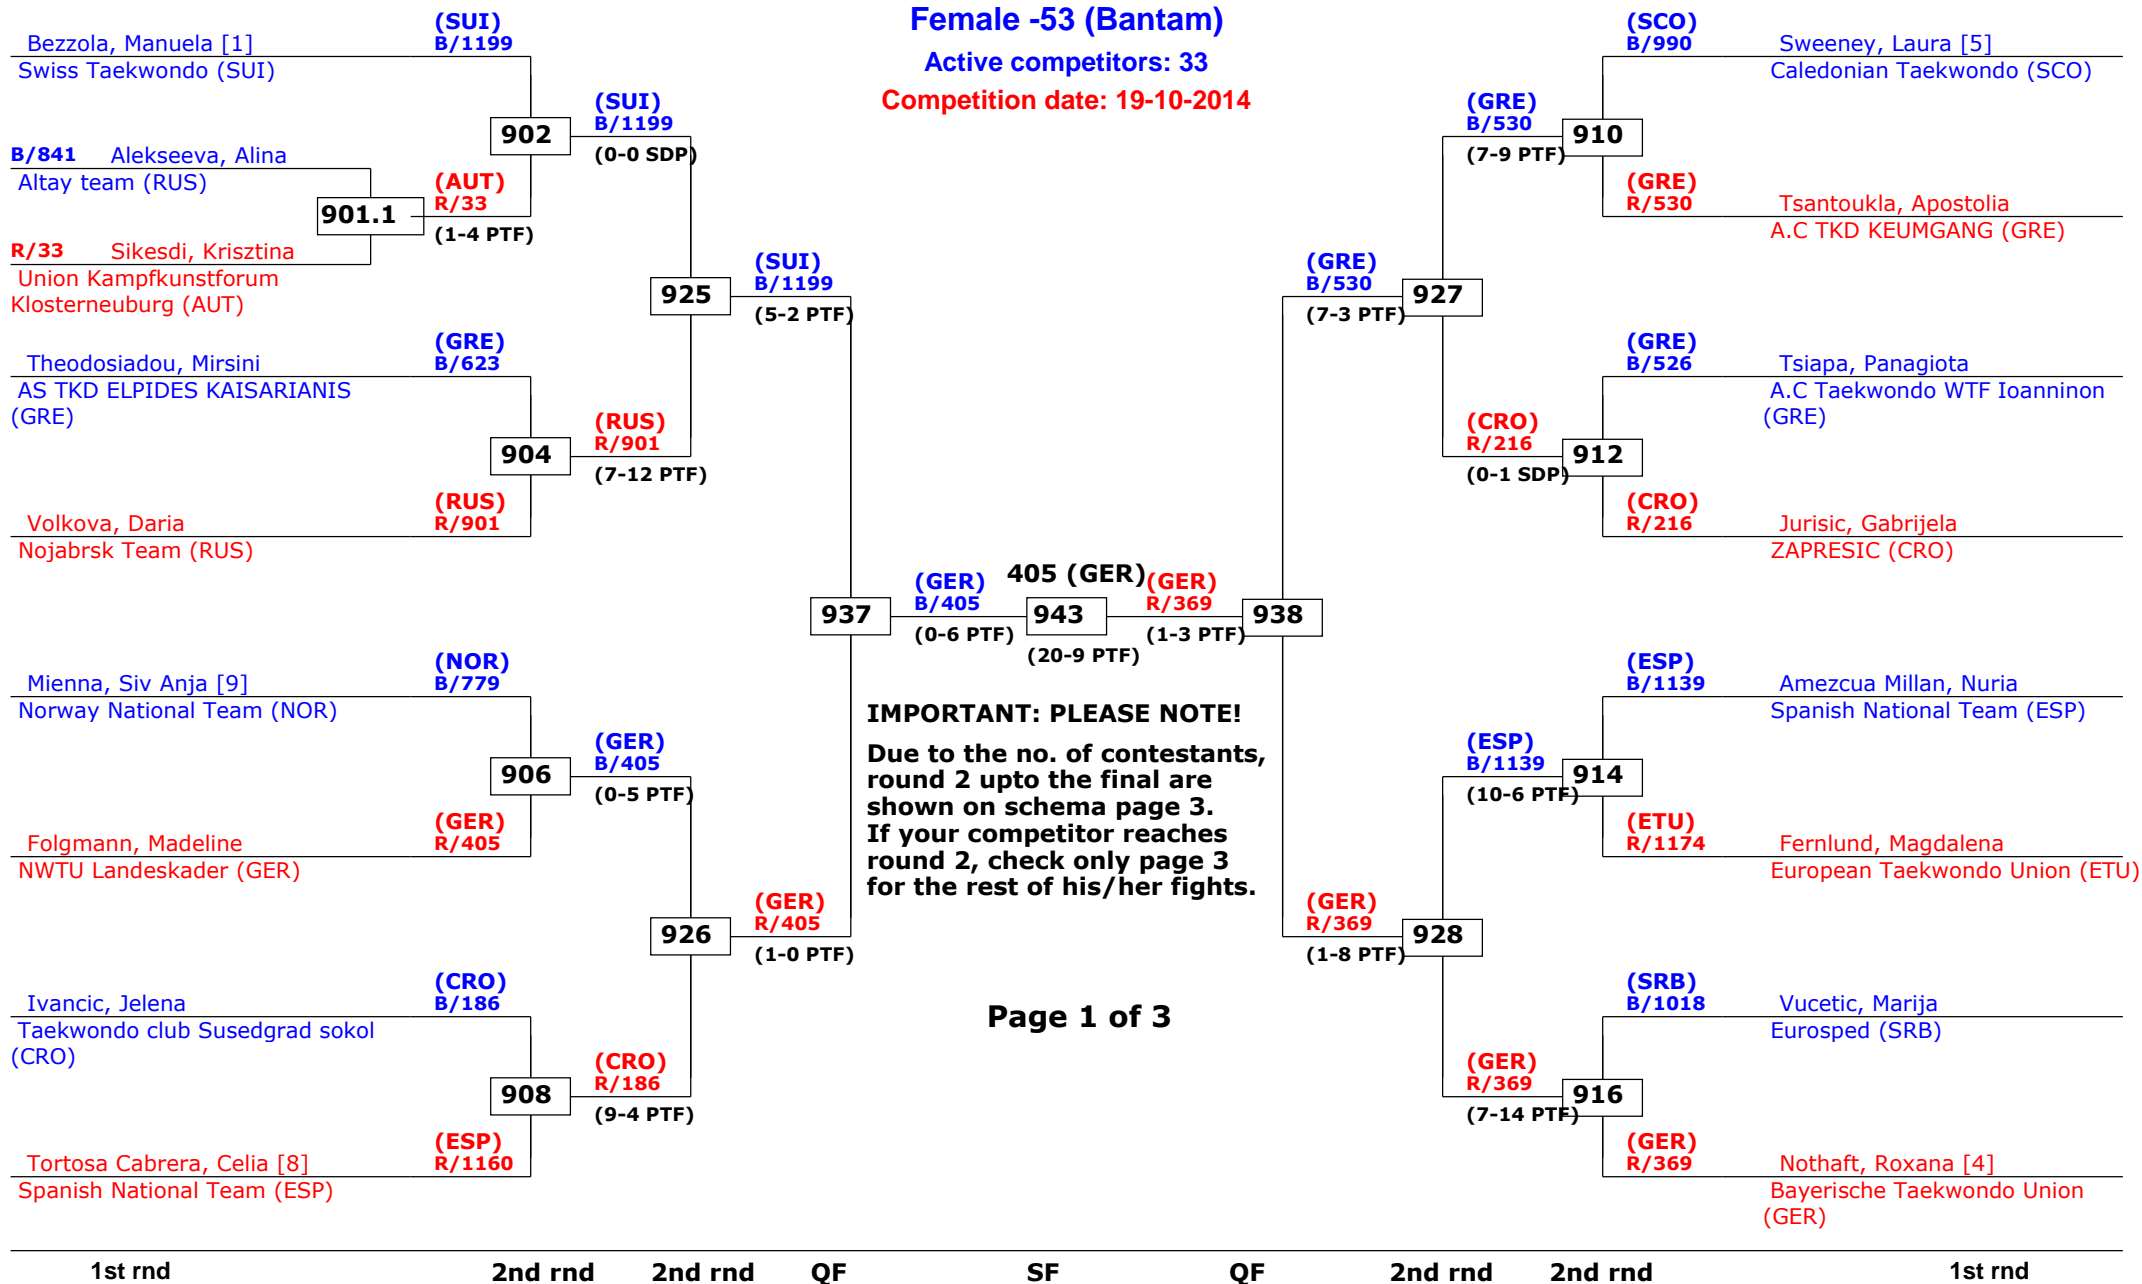 Female -53 (Bantam)
Active competitors: 33
Competition date: 19-10-2014
(SUI)
Bezzola, Manuela [1] B/1199
Swiss Taekwondo (SUI)
902
(SUI)
B/1199
(0-0 SDP)
B/841 Alekseeva, Alina
Altay team (RUS)
901.1
(AUT)
R/33
(1-4 PTF)
R/33 Sikesdi, Krisztina
Union Kampfkunstforum
Klosterneuburg (AUT)
925
(SUI)
B/1199
(5-2 PTF)
(GRE)
Theodosiadou, Mirsini B/623
AS TKD ELPIDES KAISARIANIS
(GRE)
904
(RUS)
R/901
(7-12 PTF)
(RUS)
Volkova, Daria R/901
Nojabrsk Team (RUS)
937
(GER)
B/405
(0-6 PTF)
405 (GER)
943
(20-9 PTF)
(GER)
R/369
(1-3 PTF)
938
(NOR)
Mienna, Siv Anja [9] B/779
Norway National Team (NOR)
906
(GER)
B/405
(0-5 PTF)
(GER)
Folgmann, Madeline R/405
NWTU Landeskader (GER)
926
(GER)
R/405
(1-0 PTF)
(CRO)
Ivancic, Jelena B/186
Taekwondo club Susedgrad sokol
(CRO)
908
(CRO)
R/186
(9-4 PTF)
(ESP)
Tortosa Cabrera, Celia [8] R/1160
Spanish National Team (ESP)
IMPORTANT: PLEASE NOTE!
Due to the no. of contestants,
round 2 upto the final are
shown on schema page 3.
If your competitor reaches
round 2, check only page 3
for the rest of his/her fights.
Page 1 of 3
(SCO)
B/990 Sweeney, Laura [5]
Caledonian Taekwondo (SCO)
(GRE)
B/530
(7-9 PTF)
910
(GRE)
R/530 Tsantoukla, Apostolia
A.C TKD KEUMGANG (GRE)
(GRE)
B/530
(7-3 PTF)
927
(GRE)
B/526 Tsiapa, Panagiota
A.C Taekwondo WTF Ioanninon
(GRE)
(CRO)
R/216
(0-1 SDP)
912
(CRO)
R/216 Jurisic, Gabrijela
ZAPRESIC (CRO)
(ESP)
B/1139 Amezcua Millan, Nuria
Spanish National Team (ESP)
(ESP)
B/1139
(10-6 PTF)
914
(ETU)
R/1174 Fernlund, Magdalena
European Taekwondo Union (ETU)
(GER)
R/369
(1-8 PTF)
928
(SRB)
B/1018 Vucetic, Marija
Eurosped (SRB)
(GER)
R/369
(7-14 PTF)
916
(GER)
R/369 Nothaft, Roxana [4]
Bayerische Taekwondo Union
(GER)
1st rnd 2nd rnd 2nd rnd QF SF QF 2nd rnd 2nd rnd 1st rnd